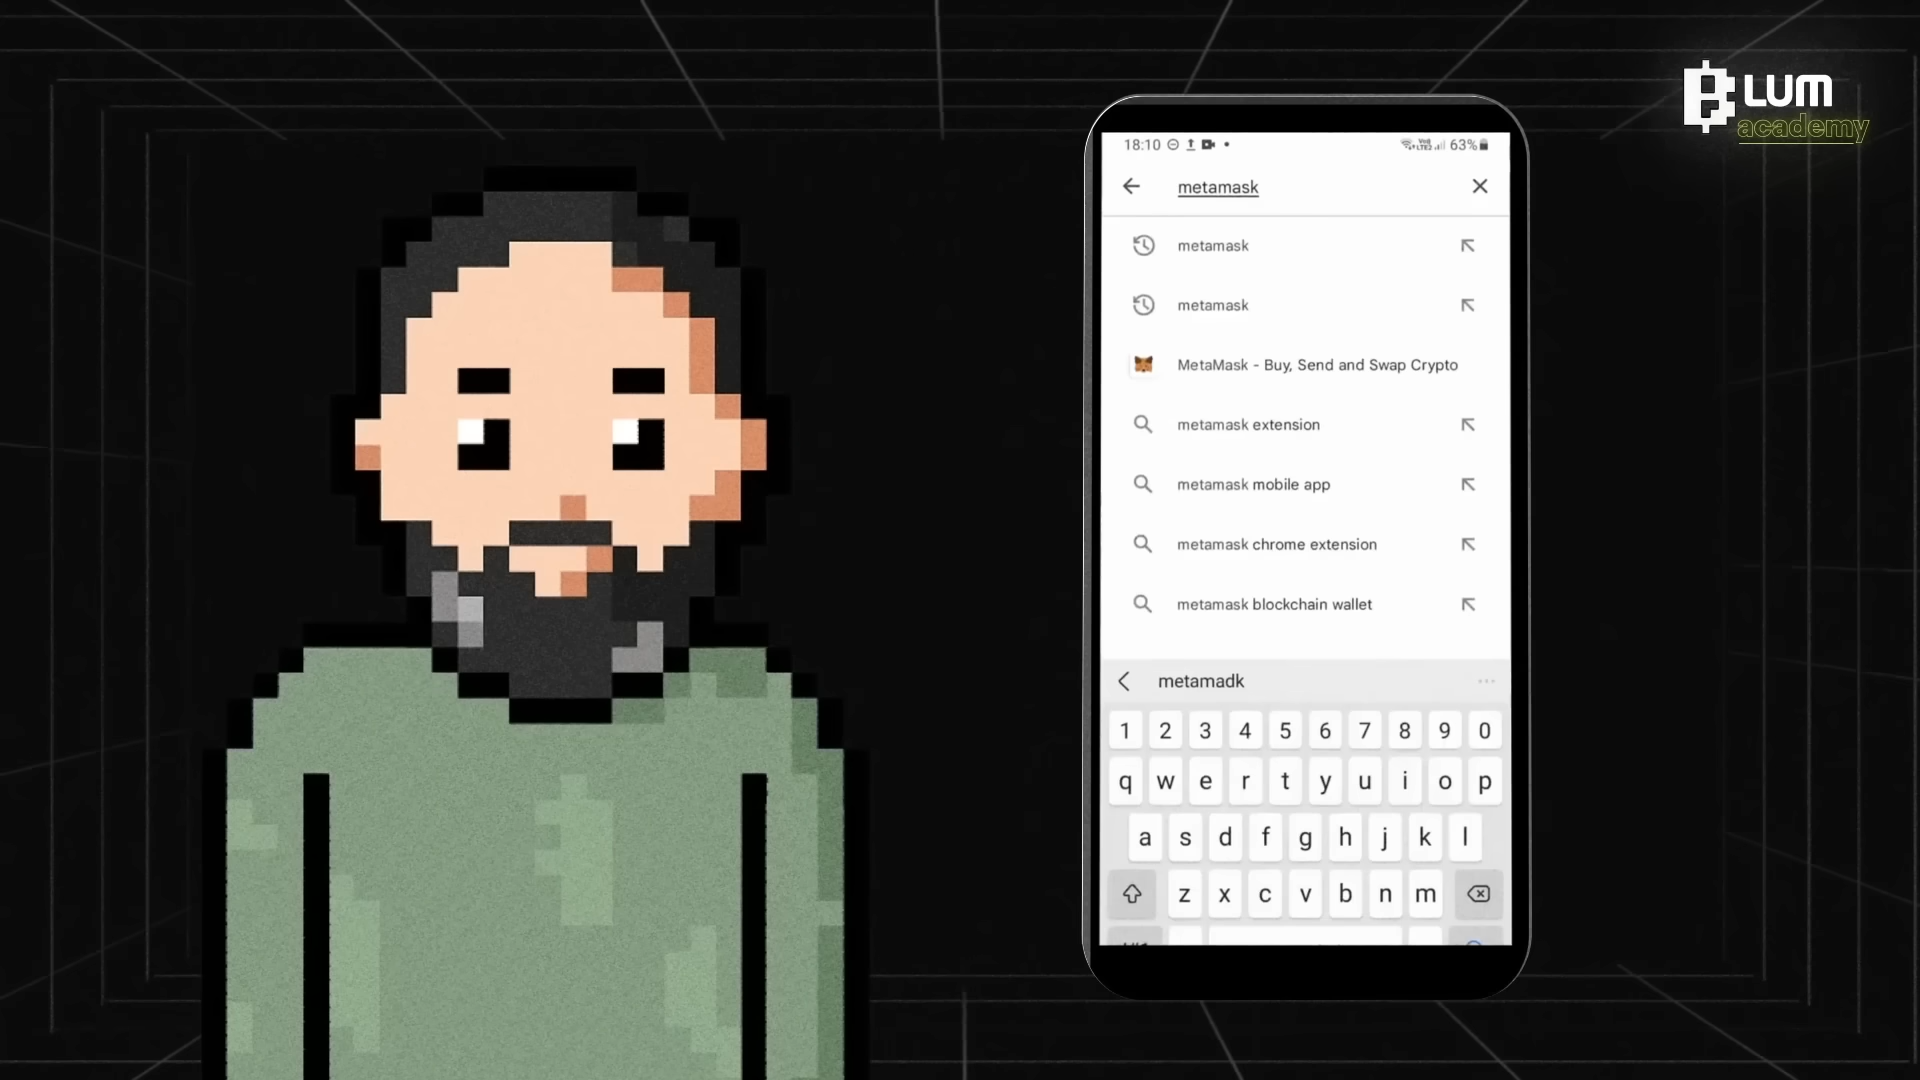 LUM
academy
18:10
63%
metamask
metamask
metamask
MetaMask - Buy, Send and Swap Crypto
metamask extension
metamask mobile app
metamask chrome extension
metamask blockchain wallet
metamadk
1 2 3 4 5 6 7 8 9 0
q w e r t y u i o p
a s d f g h j k l
z x c v b n m